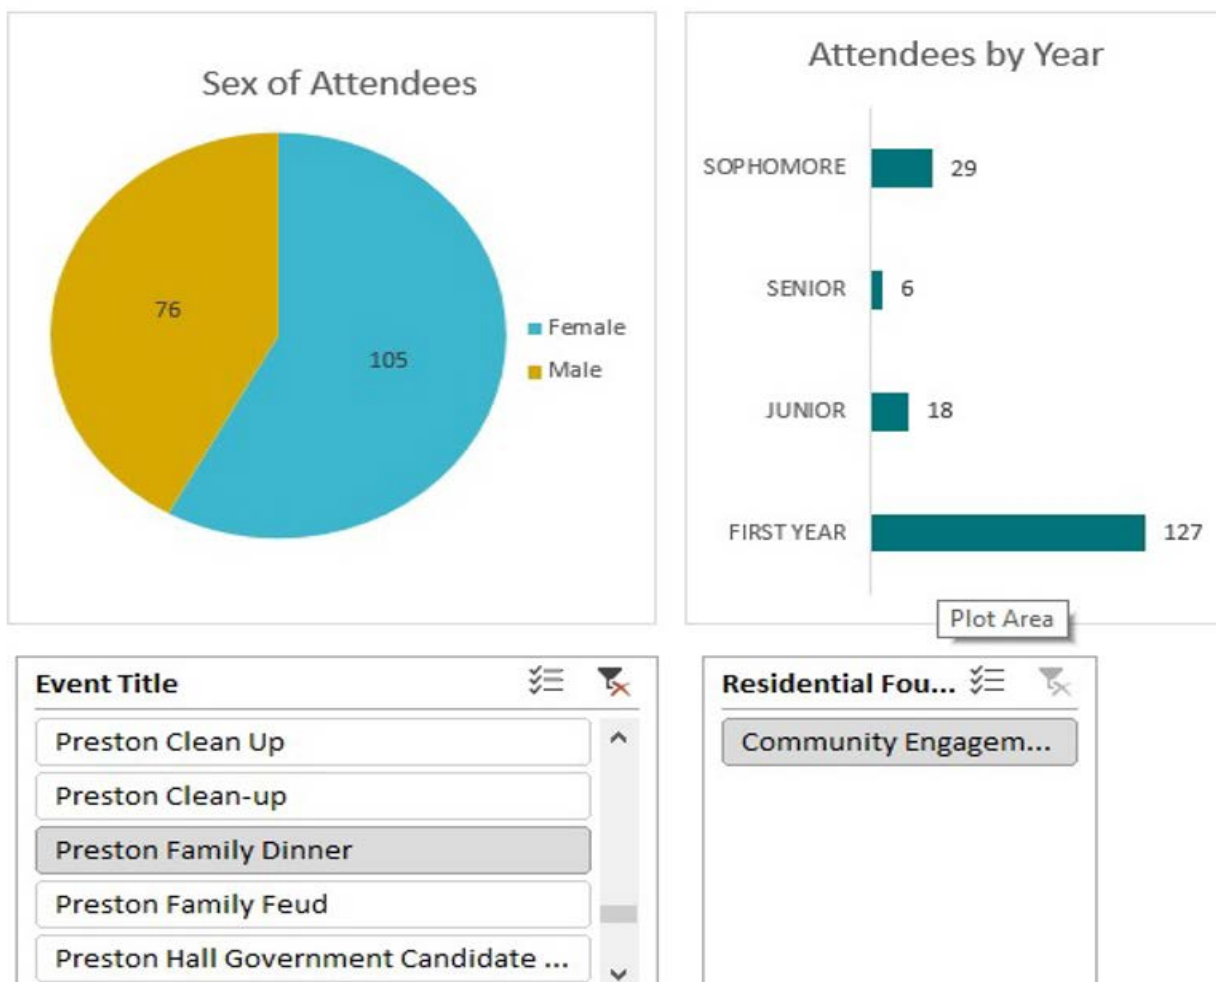 Sex of Attendees
76
105
Female
Male
Attendees by Year
SOPHOMORE 29
SENIOR 6
JUNIOR 18
FIRST YEAR 127
Plot Area
Event Title
Preston Clean Up
Preston Clean-up
Preston Family Dinner
Preston Family Feud
Preston Hall Government Candidate ...
Residential Fou...
Community Engagem...